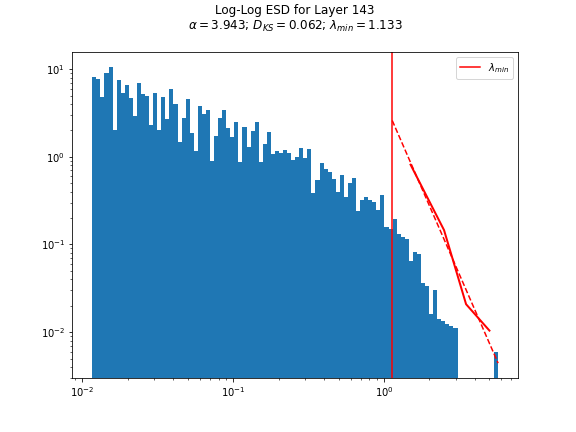 Log-Log ESD for Layer 143
α = 3.943; D_KS = 0.062; λ_min = 1.133
λ_min
10^1
10^0
10^-1
10^-2
10^-2 10^-1 10^0